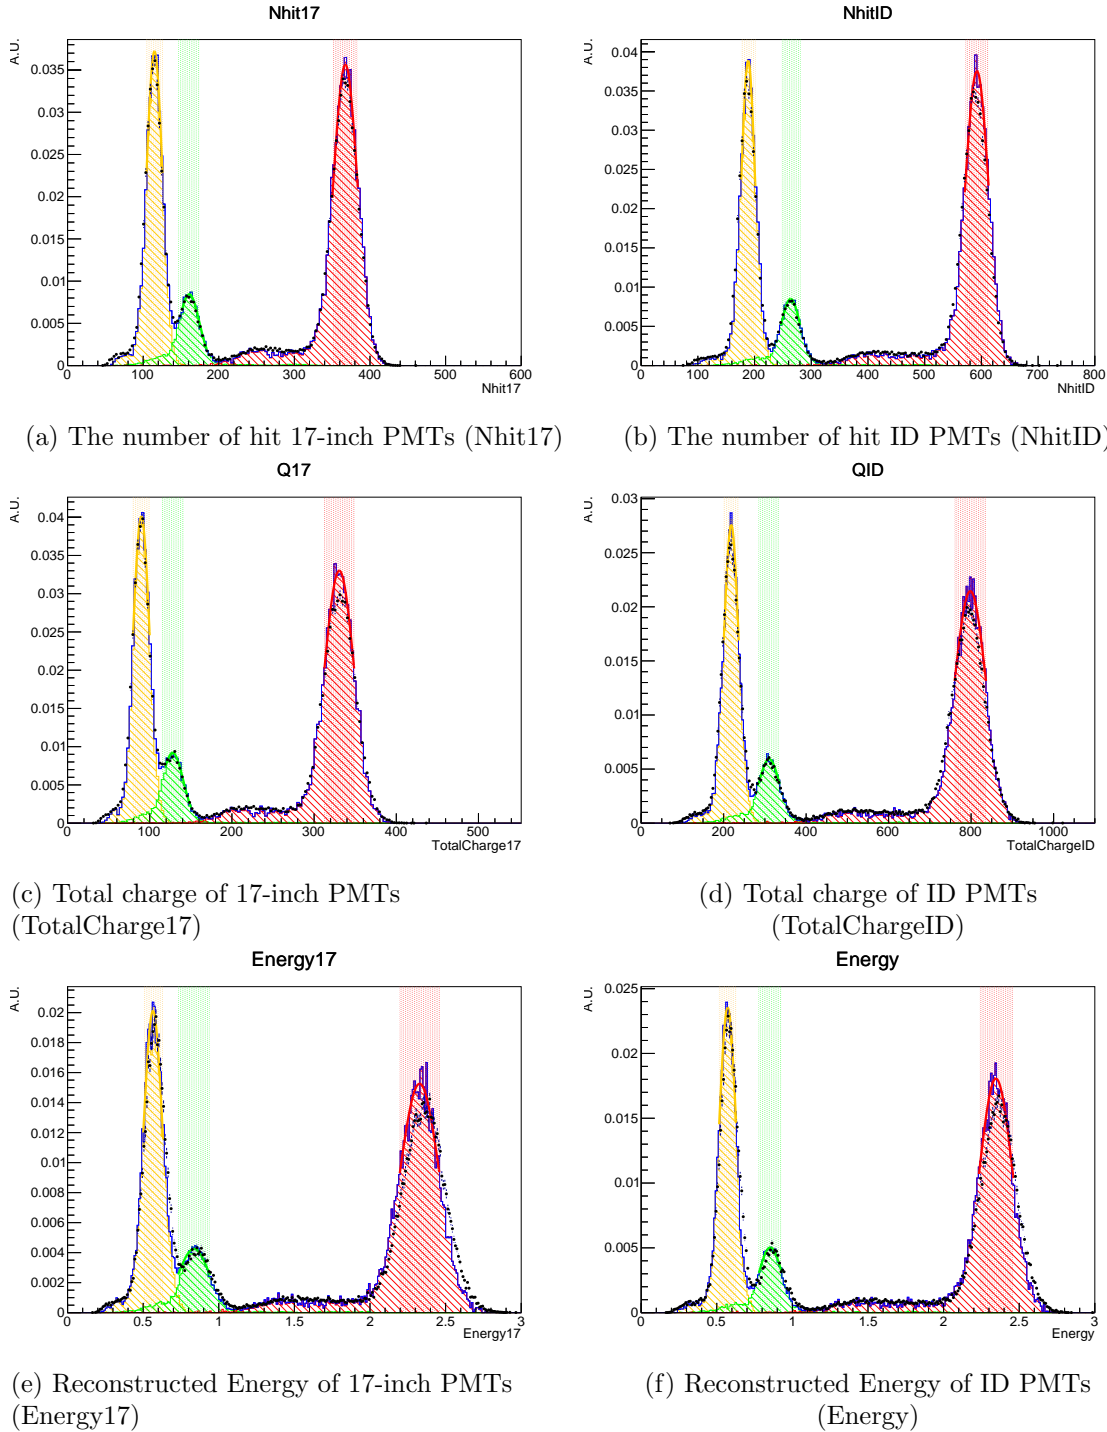 Nhit17
A.U.
0.035
0.03
0.025
0.02
0.015
0.01
0.005
0
0 100 200 300 400 500 600
Nhit17
(a) The number of hit 17-inch PMTs (Nhit17)
NhitID
A.U.
0.04
0.035
0.03
0.025
0.02
0.015
0.01
0.005
0
0 100 200 300 400 500 600 700 800
NhitID
(b) The number of hit ID PMTs (NhitID)
Q17
A.U.
0.04
0.035
0.03
0.025
0.02
0.015
0.01
0.005
0
0 100 200 300 400 500
TotalCharge17
(c) Total charge of 17-inch PMTs
(TotalCharge17)
QID
A.U.
0.03
0.025
0.02
0.015
0.01
0.005
0
0 200 400 600 800 1000
TotalChargeID
(d) Total charge of ID PMTs
(TotalChargeID)
Energy17
A.U.
0.02
0.018
0.016
0.014
0.012
0.01
0.008
0.006
0.004
0.002
0
0 0.5 1 1.5 2 2.5 3
Energy17
(e) Reconstructed Energy of 17-inch PMTs
(Energy17)
Energy
A.U.
0.025
0.02
0.015
0.01
0.005
0
0 0.5 1 1.5 2 2.5 3
Energy
(f) Reconstructed Energy of ID PMTs
(Energy)